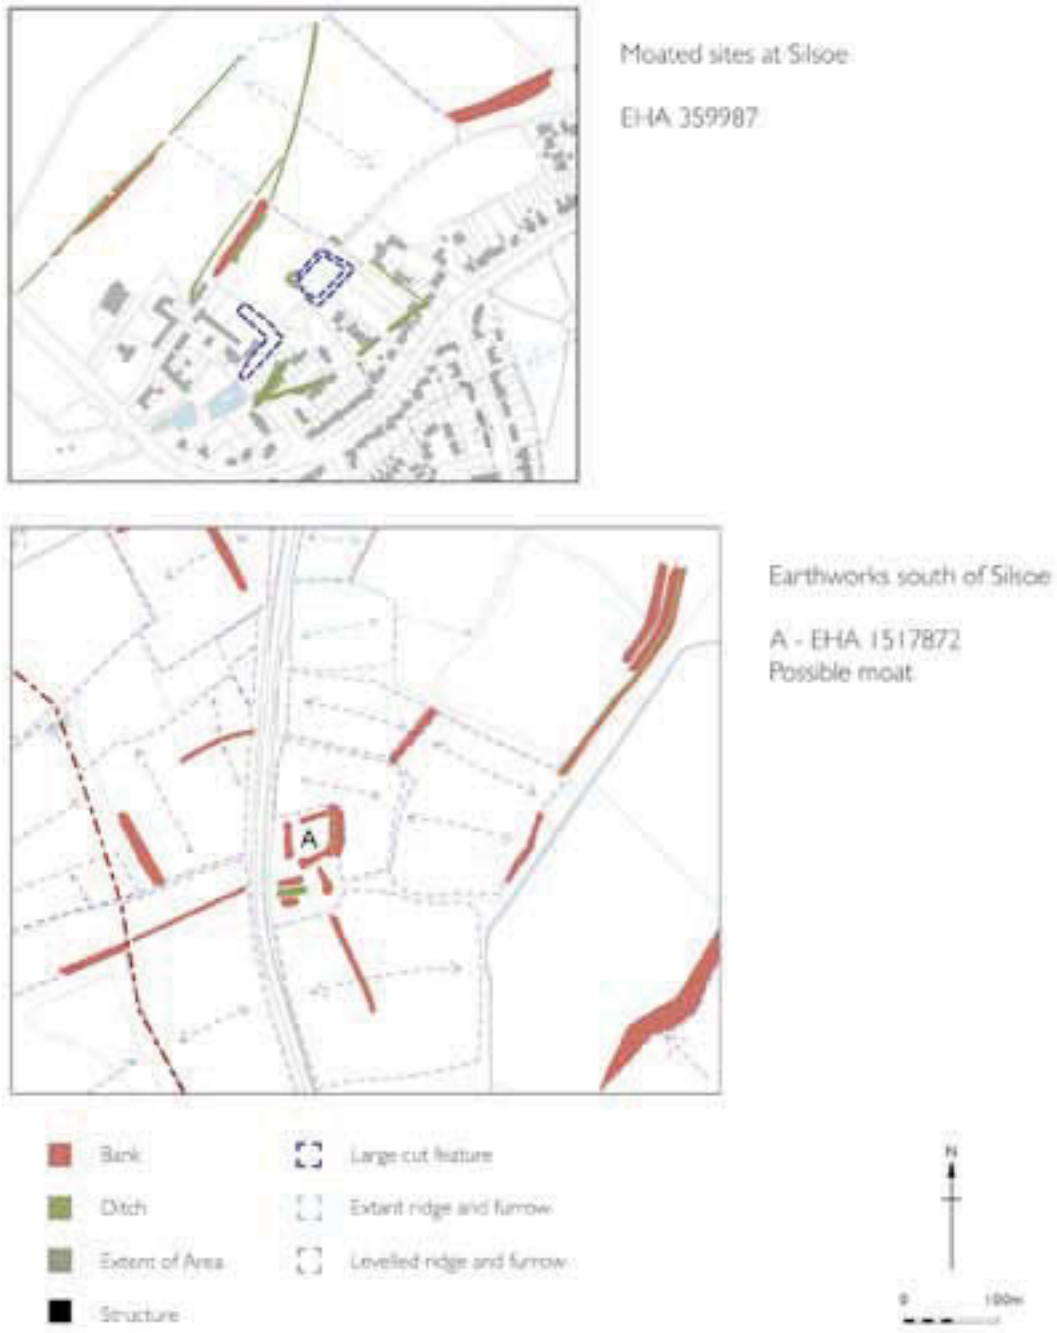 Moated sites at Silsoe
EHA 359987
Earthworks south of Silsoe
A - EHA 1517872
Possible moat
A
Bank
Ditch
Extent of Area
Structure
Large cut feature
Extant ridge and furrow
Levelled ridge and furrow
N
0 100m